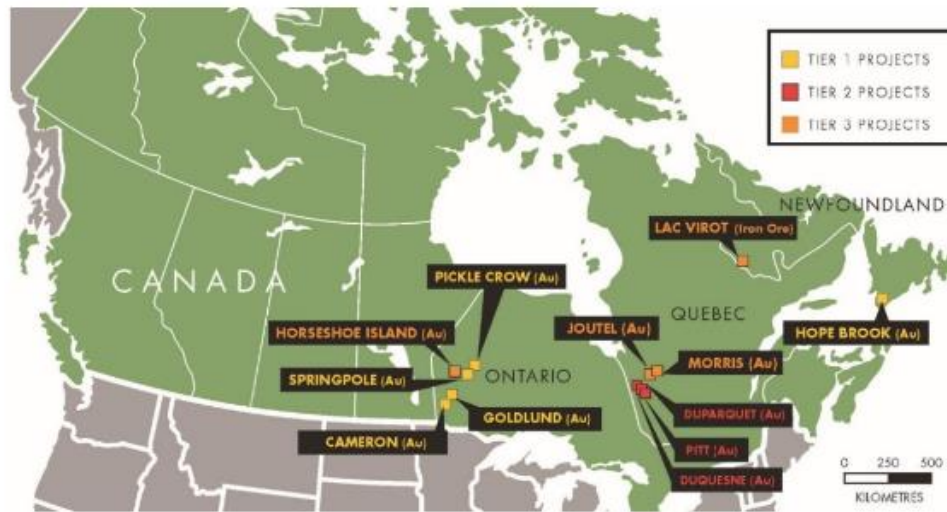 TIER 1 PROJECTS
TIER 2 PROJECTS
TIER 3 PROJECTS
NEWFOUNDLAND
LAC VIROT (Iron Ore)
CANADA
PICKLE CROW (Au)
HORSESHOE ISLAND (Au)
JOUTEL (Au)
QUEBEC
HOPE BROOK (Au)
SPRINGPOLE (Au)
ONTARIO
MORRIS (Au)
GOLDLUND (Au)
DUPARQUET (Au)
CAMERON (Au)
PITT (Au)
DUQUESNE (Au)
0 250 500
KILOMETRES